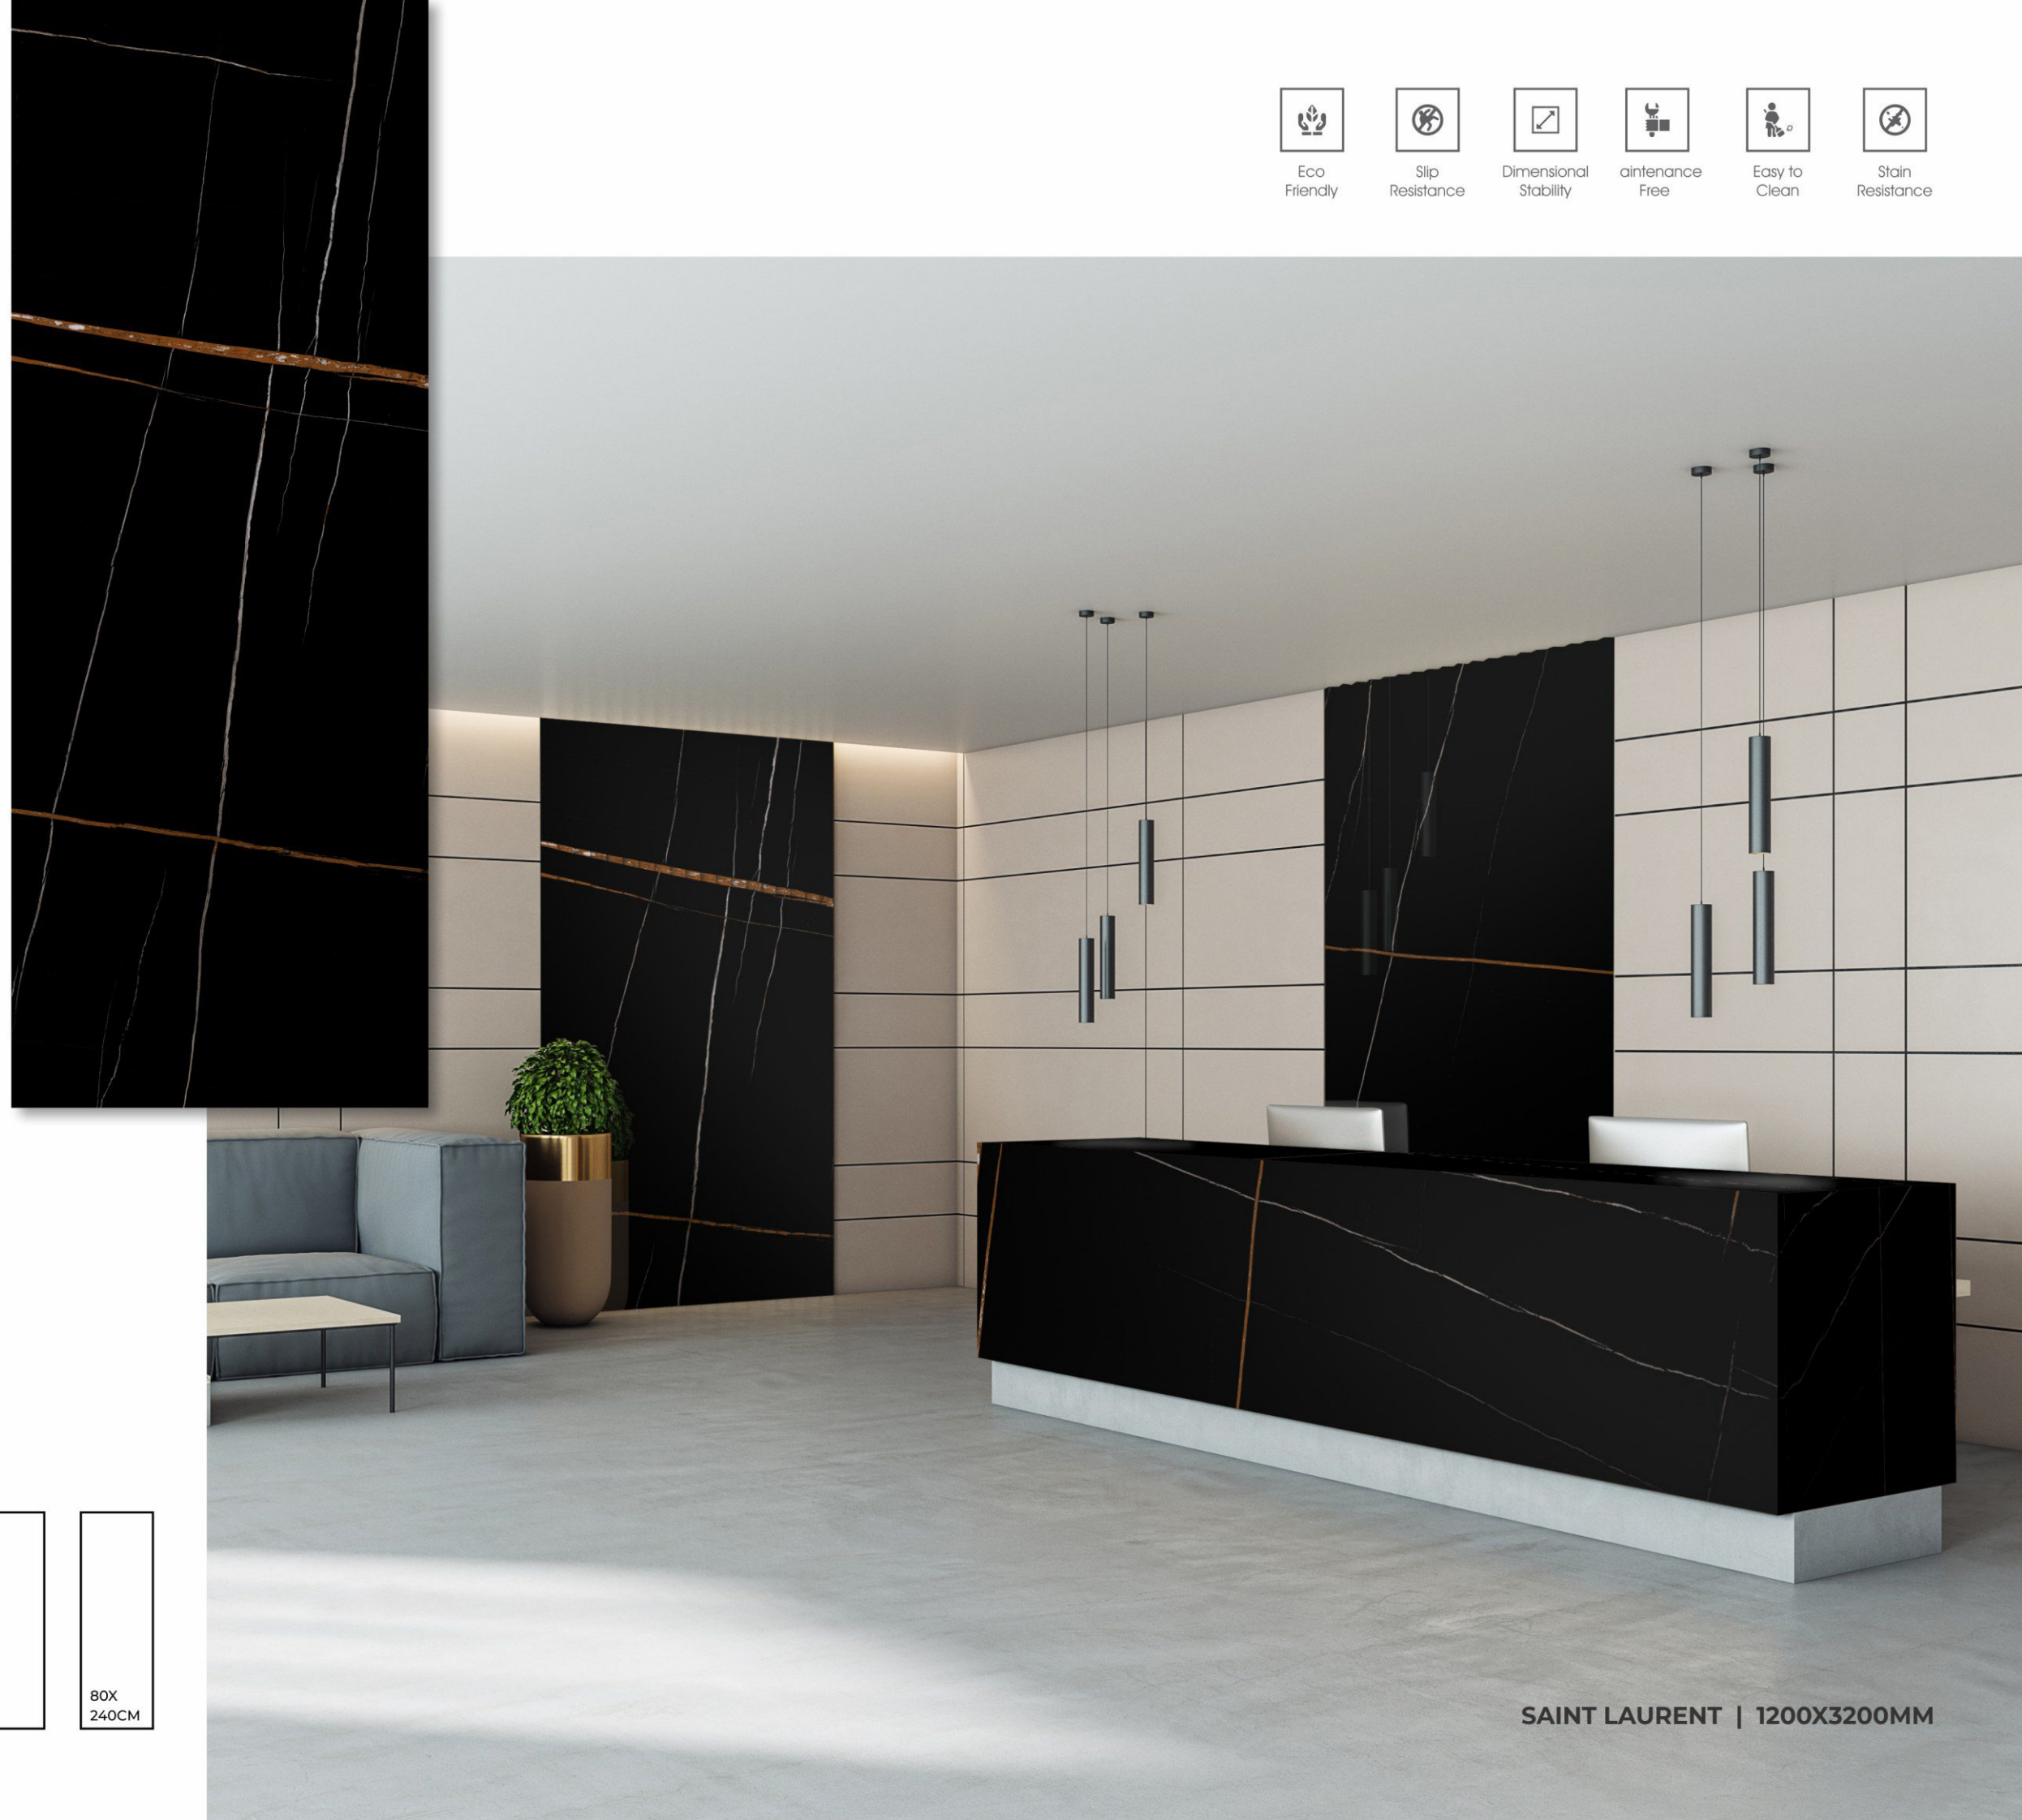 Eco
Friendly
Slip
Resistance
Dimensional
Stability
aintenance
Free
Easy to
Clean
Stain
Resistance
80X
240CM
SAINT LAURENT | 1200X3200MM